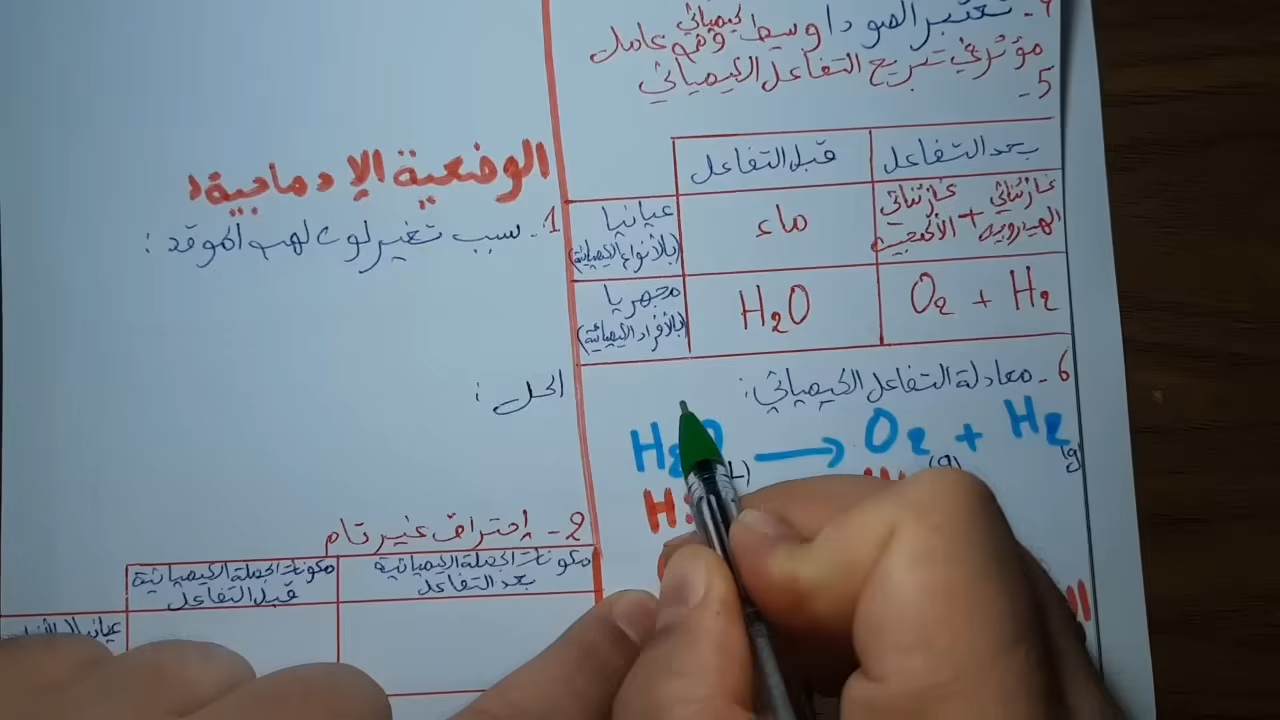 4- تعتبر الصودا وسيط كيميائي وهو عامل
مؤثر في تسريع التفاعل الكيميائي
5-
قبل التفاعل بعد التفاعل
عيانيا (بالأنواع الكيميائية) ماء غاز ثنائي الأكسجين + غاز ثنائي الهيدروجين
مجهريا (بالأفراد الكيميائية) H₂O O₂ + H₂
6- معادلة التفاعل الكيميائي:
H₂O (L) → O₂ (g) + H₂ (g)
H:
الوضعية الإدماجية:
1- سبب تغير لون لهب الموقد:
الحل:
2- إحتراق غير تام
مكونات الجملة الكيميائية قبل التفاعل مكونات الجملة الكيميائية بعد التفاعل